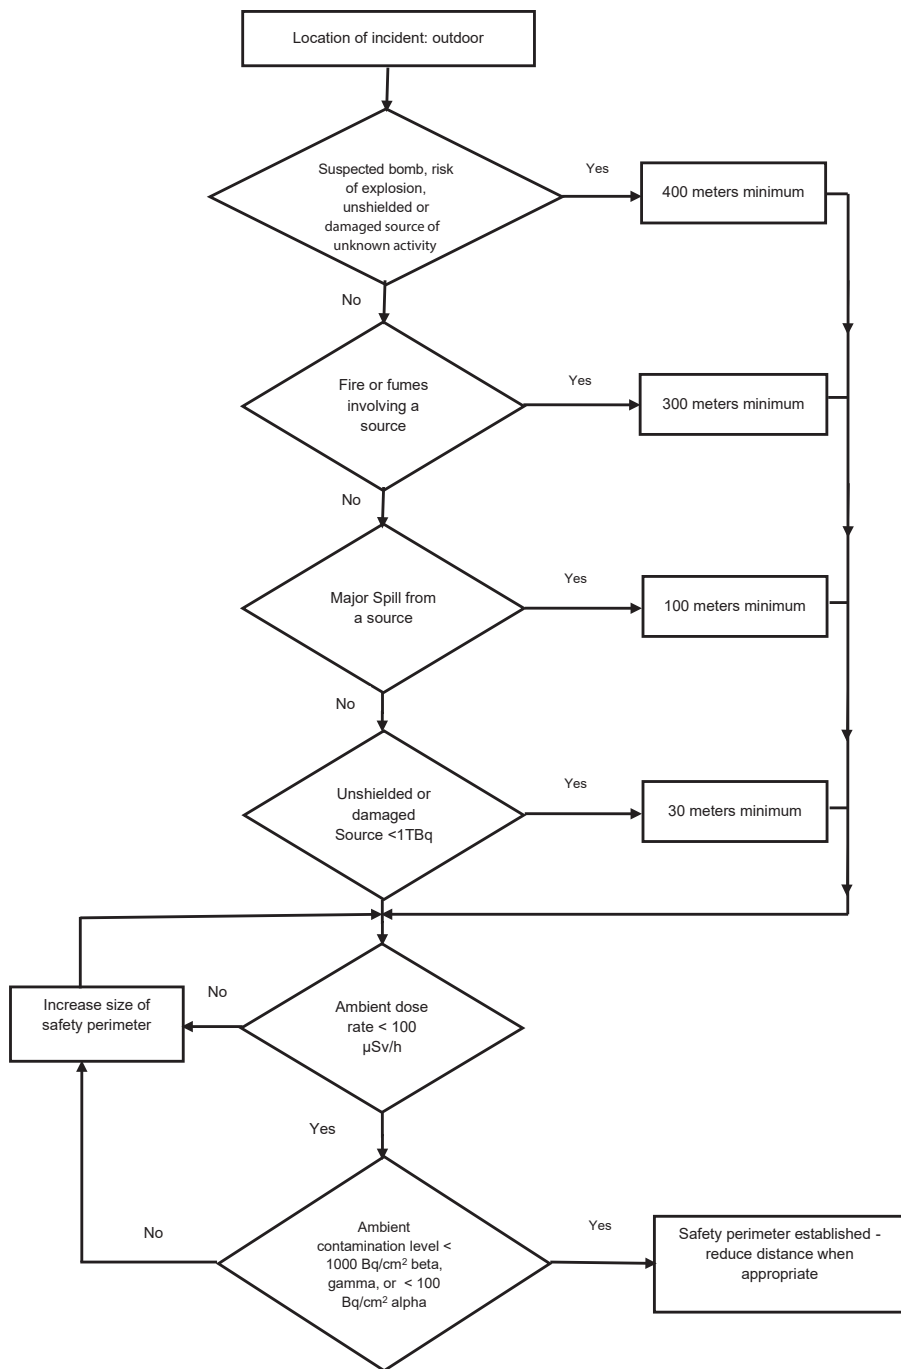 Location of incident: outdoor
Suspected bomb, risk
of explosion,
unshielded or
damaged source of
unknown activity
Yes
400 meters minimum
No
Fire or fumes
involving a
source
Yes
300 meters minimum
No
Major Spill from
a source
Yes
100 meters minimum
No
Unshielded or
damaged
Source <1TBq
Yes
30 meters minimum
Increase size of
safety perimeter
No
Ambient dose
rate < 100
µSv/h
Yes
No
Ambient
contamination level <
1000 Bq/cm² beta,
gamma, or < 100
Bq/cm² alpha
Yes
Safety perimeter established -
reduce distance when
appropriate